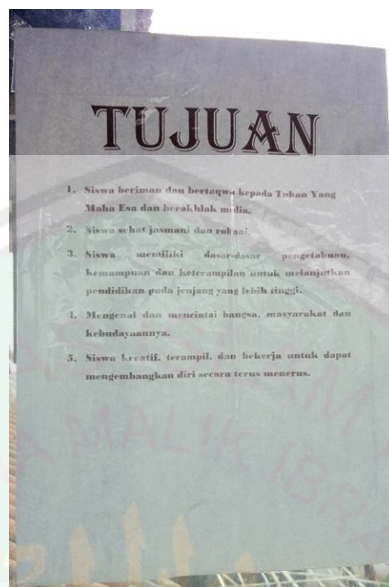 TUJUAN
1. Siswa beriman dan bertaqwa kepada Tuhan Yang
Maha Esa dan berakhlak mulia.
2. Siswa sehat jasmani dan rohani.
3. Siswa memiliki dasar-dasar pengetahuan,
kemampuan dan keterampilan untuk melanjutkan
pendidikan pada jenjang yang lebih tinggi.
4. Mengenal dan mencintai bangsa, masyarakat dan
kebudayaannya.
5. Siswa kreatif, terampil, dan bekerja untuk dapat
mengembangkan diri secara terus menerus.
MALIK IBRA